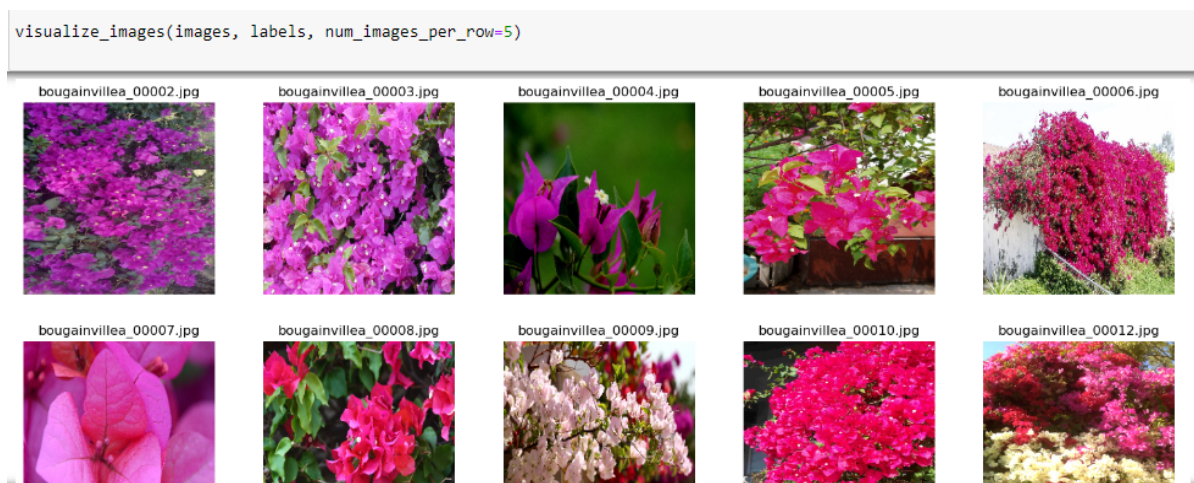 visualize_images(images, labels, num_images_per_row=5)
bougainvillea_00002.jpg bougainvillea_00003.jpg bougainvillea_00004.jpg bougainvillea_00005.jpg bougainvillea_00006.jpg
bougainvillea_00007.jpg bougainvillea_00008.jpg bougainvillea_00009.jpg bougainvillea_00010.jpg bougainvillea_00012.jpg